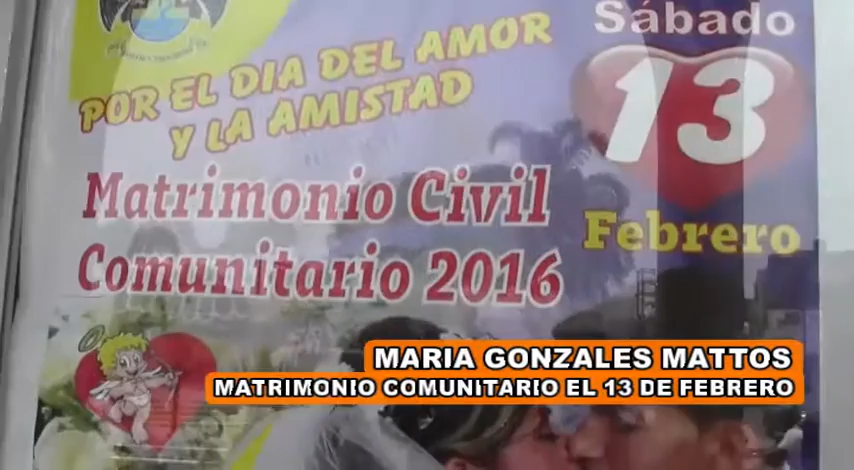 POR EL DIA DEL AMOR
Y LA AMISTAD
Sábado
13
Febrero
Matrimonio Civil
Comunitario 2016
MARIA GONZALES MATTOS
MATRIMONIO COMUNITARIO EL 13 DE FEBRERO